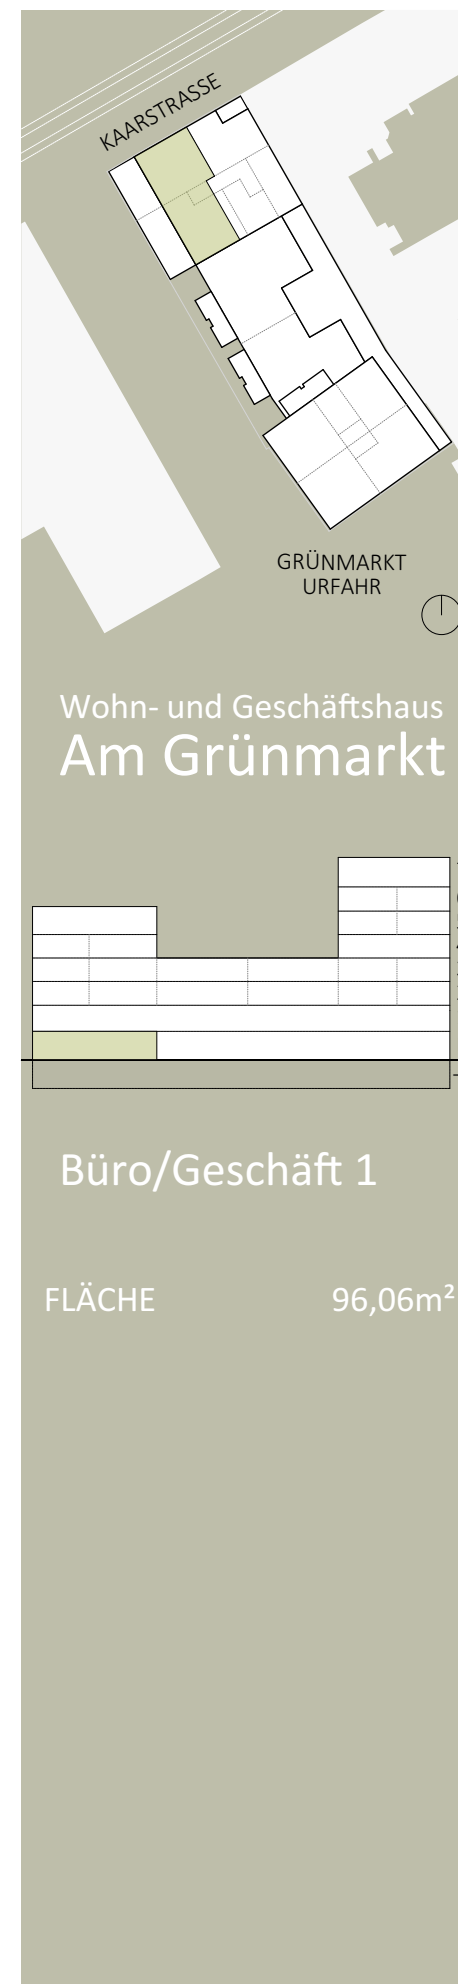 KAARSTRASSE
GRÜNMARKT
URFAHR
Wohn- und Geschäftshaus
Am Grünmarkt
Büro/Geschäft 1
FLÄCHE 96,06m²